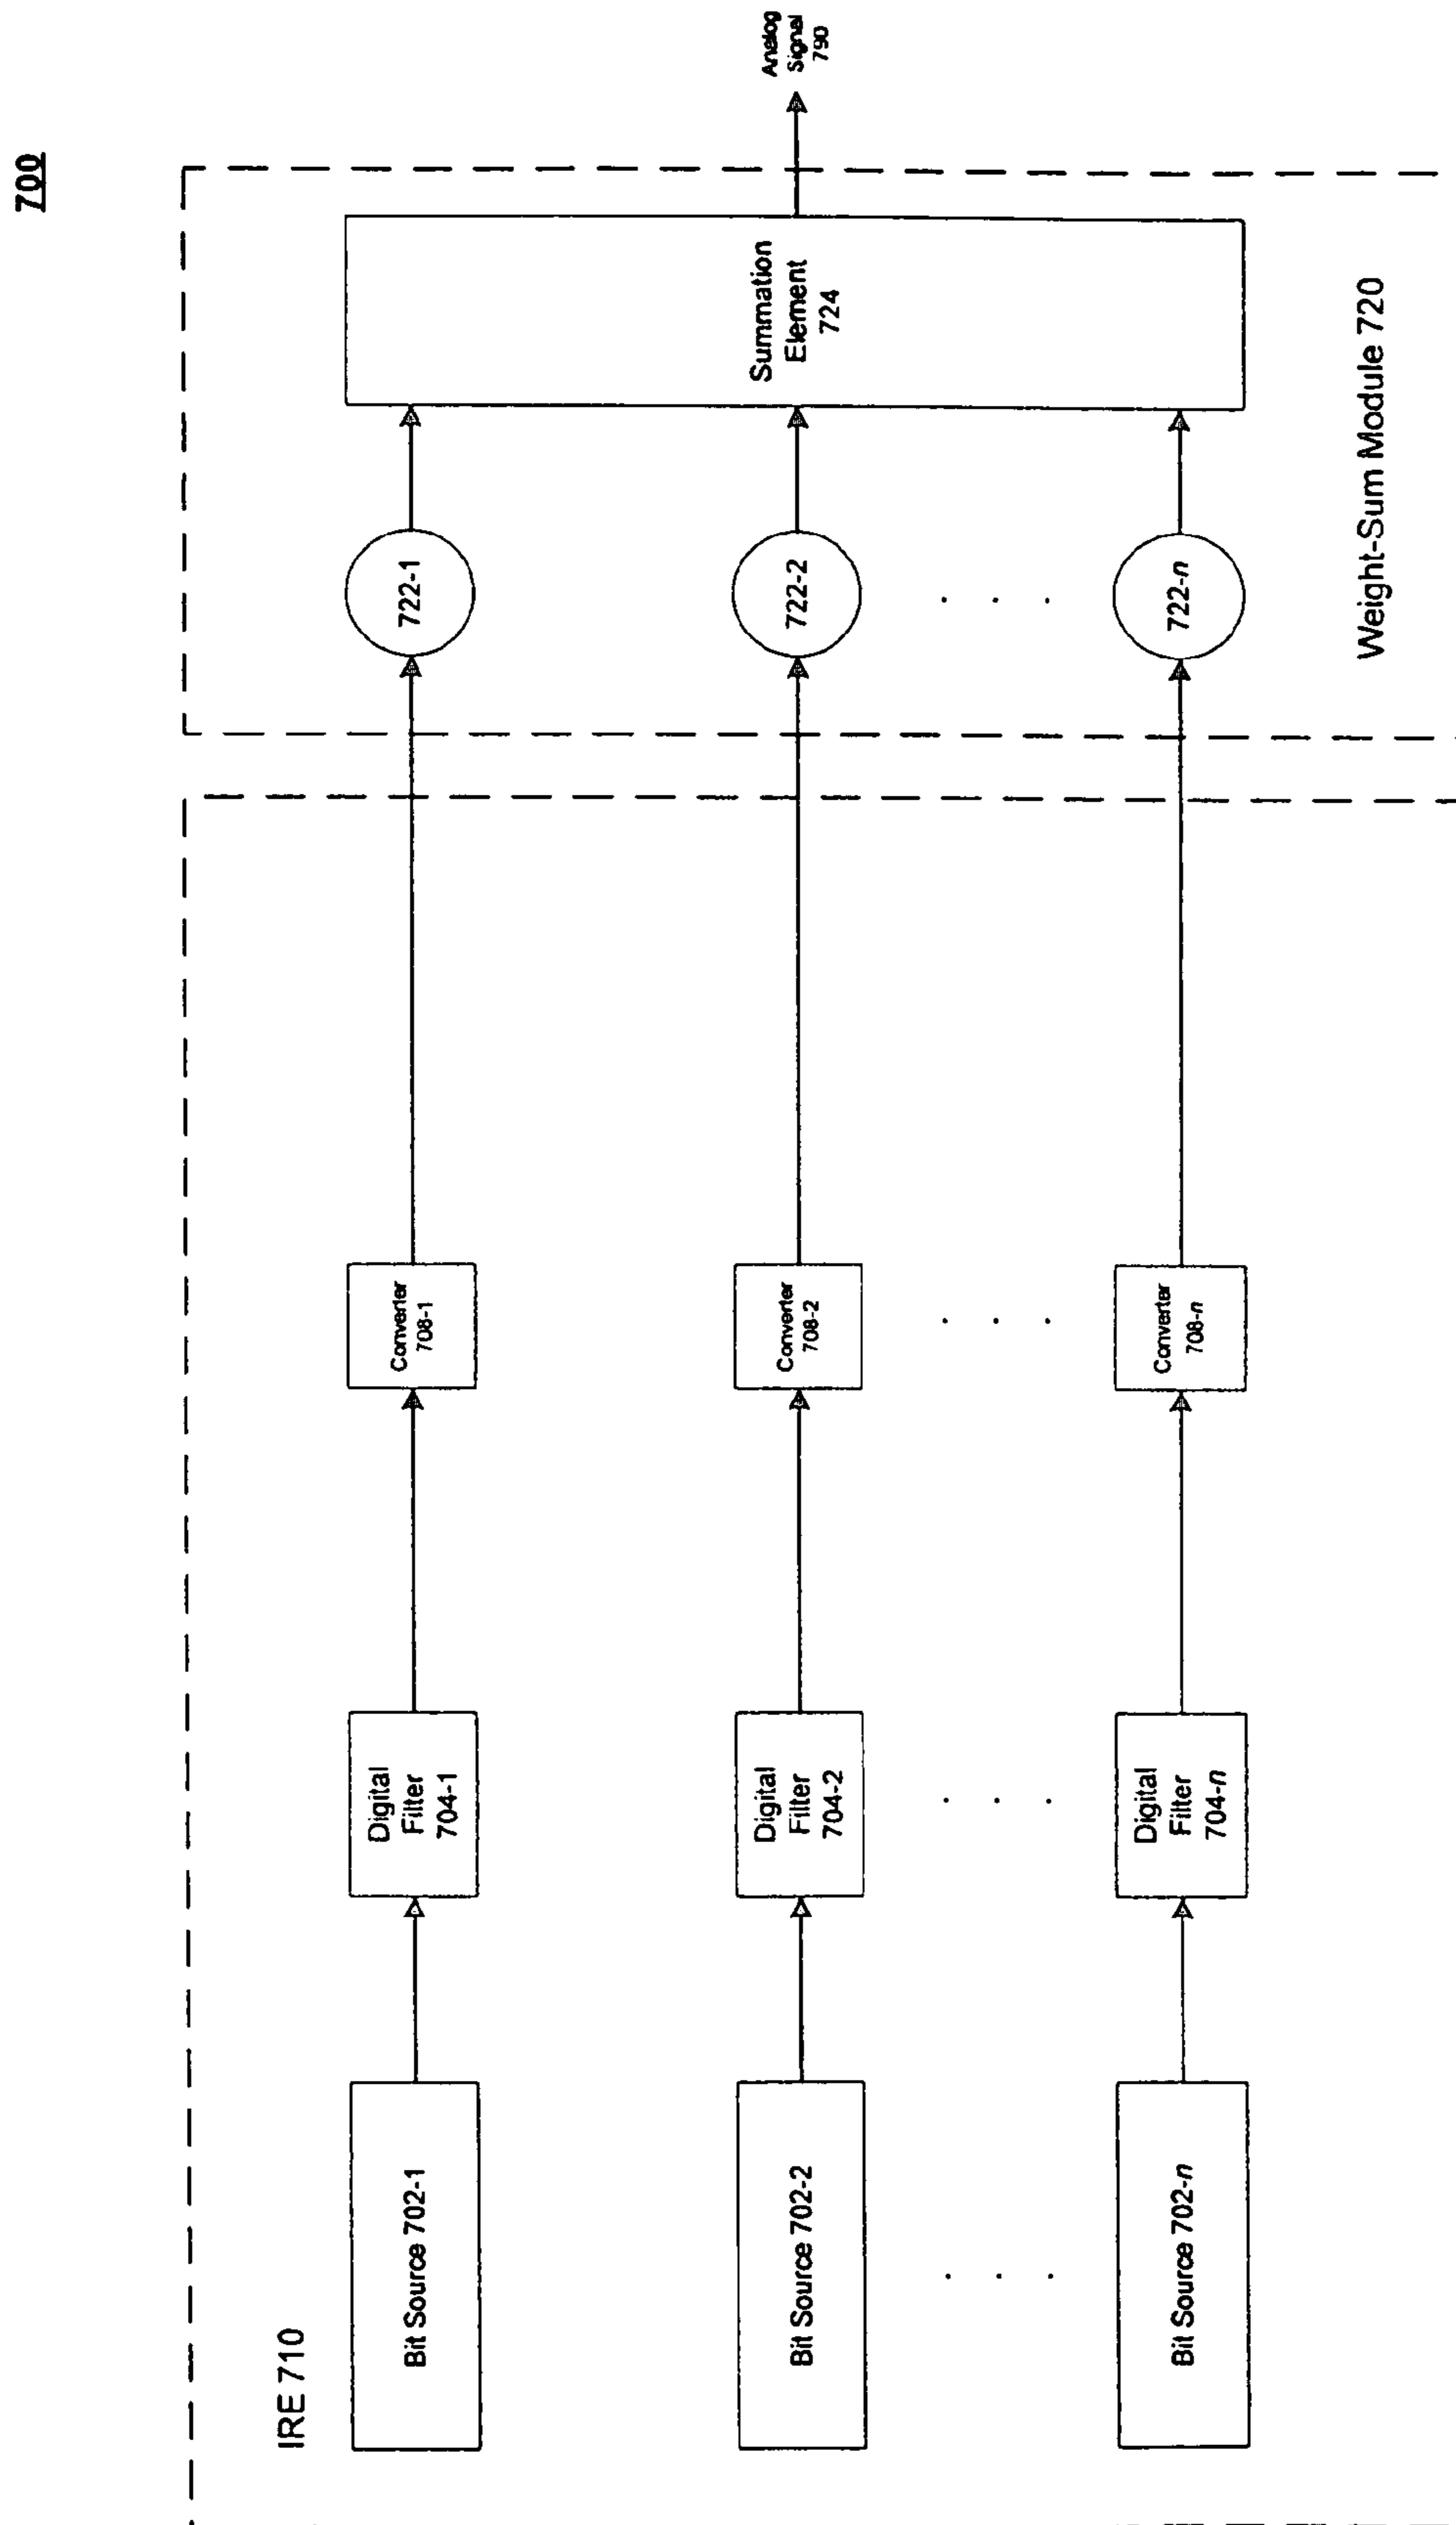 700
IRE 710
Bit Source 702-1
Digital
Filter
704-1
Converter
708-1
722-1
Bit Source 702-2
Digital
Filter
704-2
Converter
708-2
722-2
Summation
Element
724
Analog
Signal
790
. . .
. . .
. . .
. . .
Bit Source 702-n
Digital
Filter
704-n
Converter
708-n
722-n
Weight-Sum Module 720